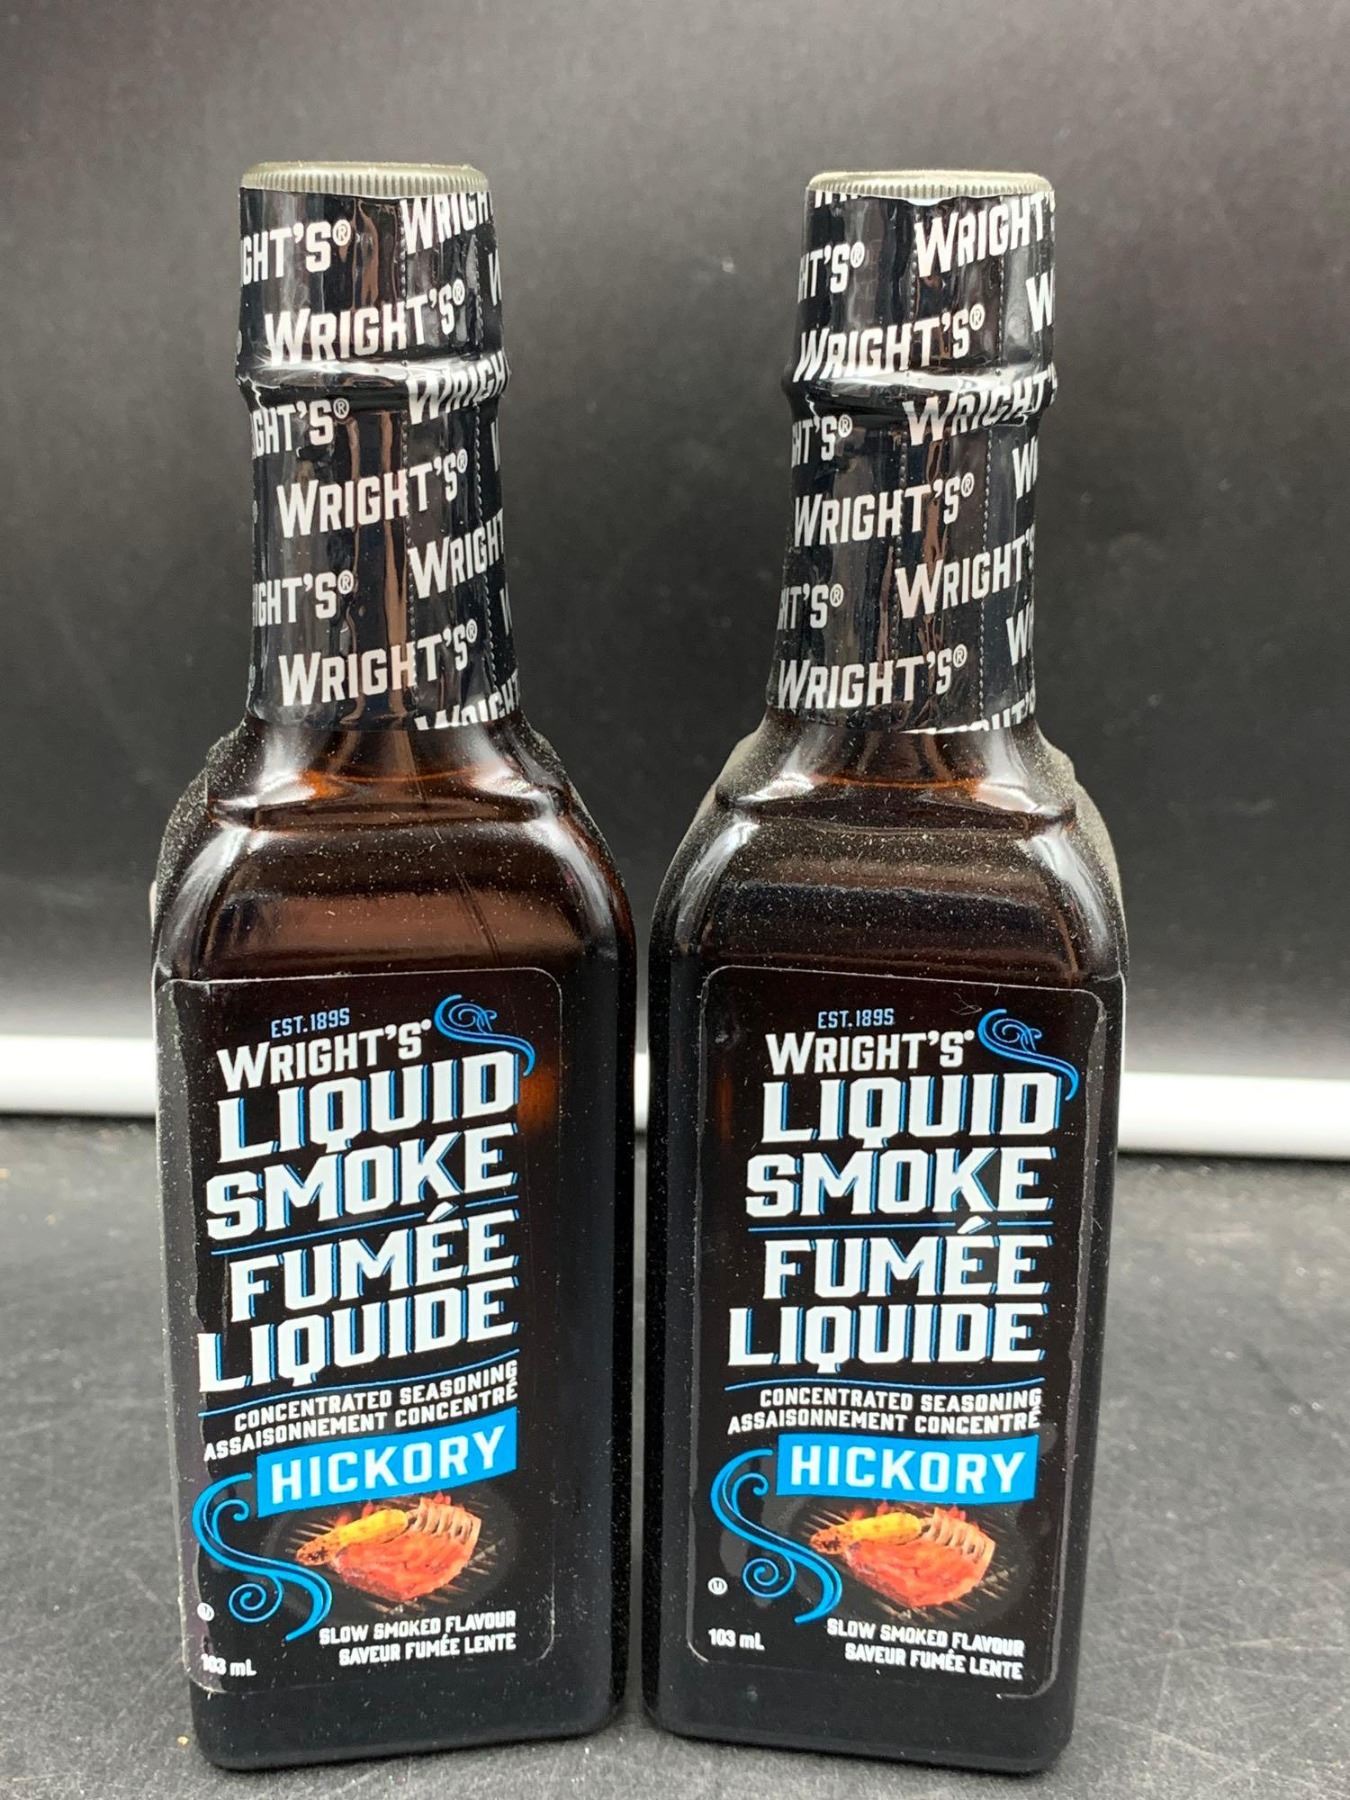 WRIGHT'S®
WRIGHT'S®
WRIGHT'S®
WRIGHT'S®
WRIGHT'S®
WRIGHT'S®
EST. 1895
WRIGHT'S®
LIQUID
SMOKE
FUMÉE
LIQUIDE
CONCENTRATED SEASONING
ASSAISONNEMENT CONCENTRÉ
HICKORY
SLOW SMOKED FLAVOUR
SAVEUR FUMÉE LENTE
103 mL
EST. 1895
WRIGHT'S®
LIQUID
SMOKE
FUMÉE
LIQUIDE
CONCENTRATED SEASONING
ASSAISONNEMENT CONCENTRÉ
HICKORY
U
103 mL
SLOW SMOKED FLAVOUR
SAVEUR FUMÉE LENTE